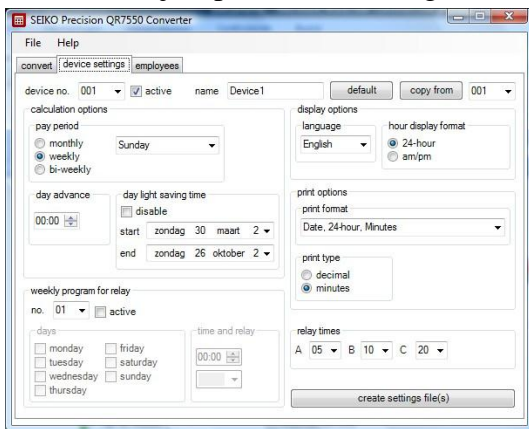 SEIKO Precision QR7550 Converter
File Help
convert device settings employees
device no. 001 active name Device1 default copy from 001
calculation options
pay period
monthly
weekly
bi-weekly
Sunday
day advance
00:00
day light saving time
disable
start zondag 30 maart 2
end zondag 26 oktober 2
weekly program for relay
no. 01 active
days
monday friday
tuesday saturday
wednesday sunday
thursday
time and relay
00:00
display options
language
English
hour display format
24-hour
am/pm
print options
print format
Date, 24-hour, Minutes
print type
decimal
minutes
relay times
A 05 B 10 C 20
create settings file(s)